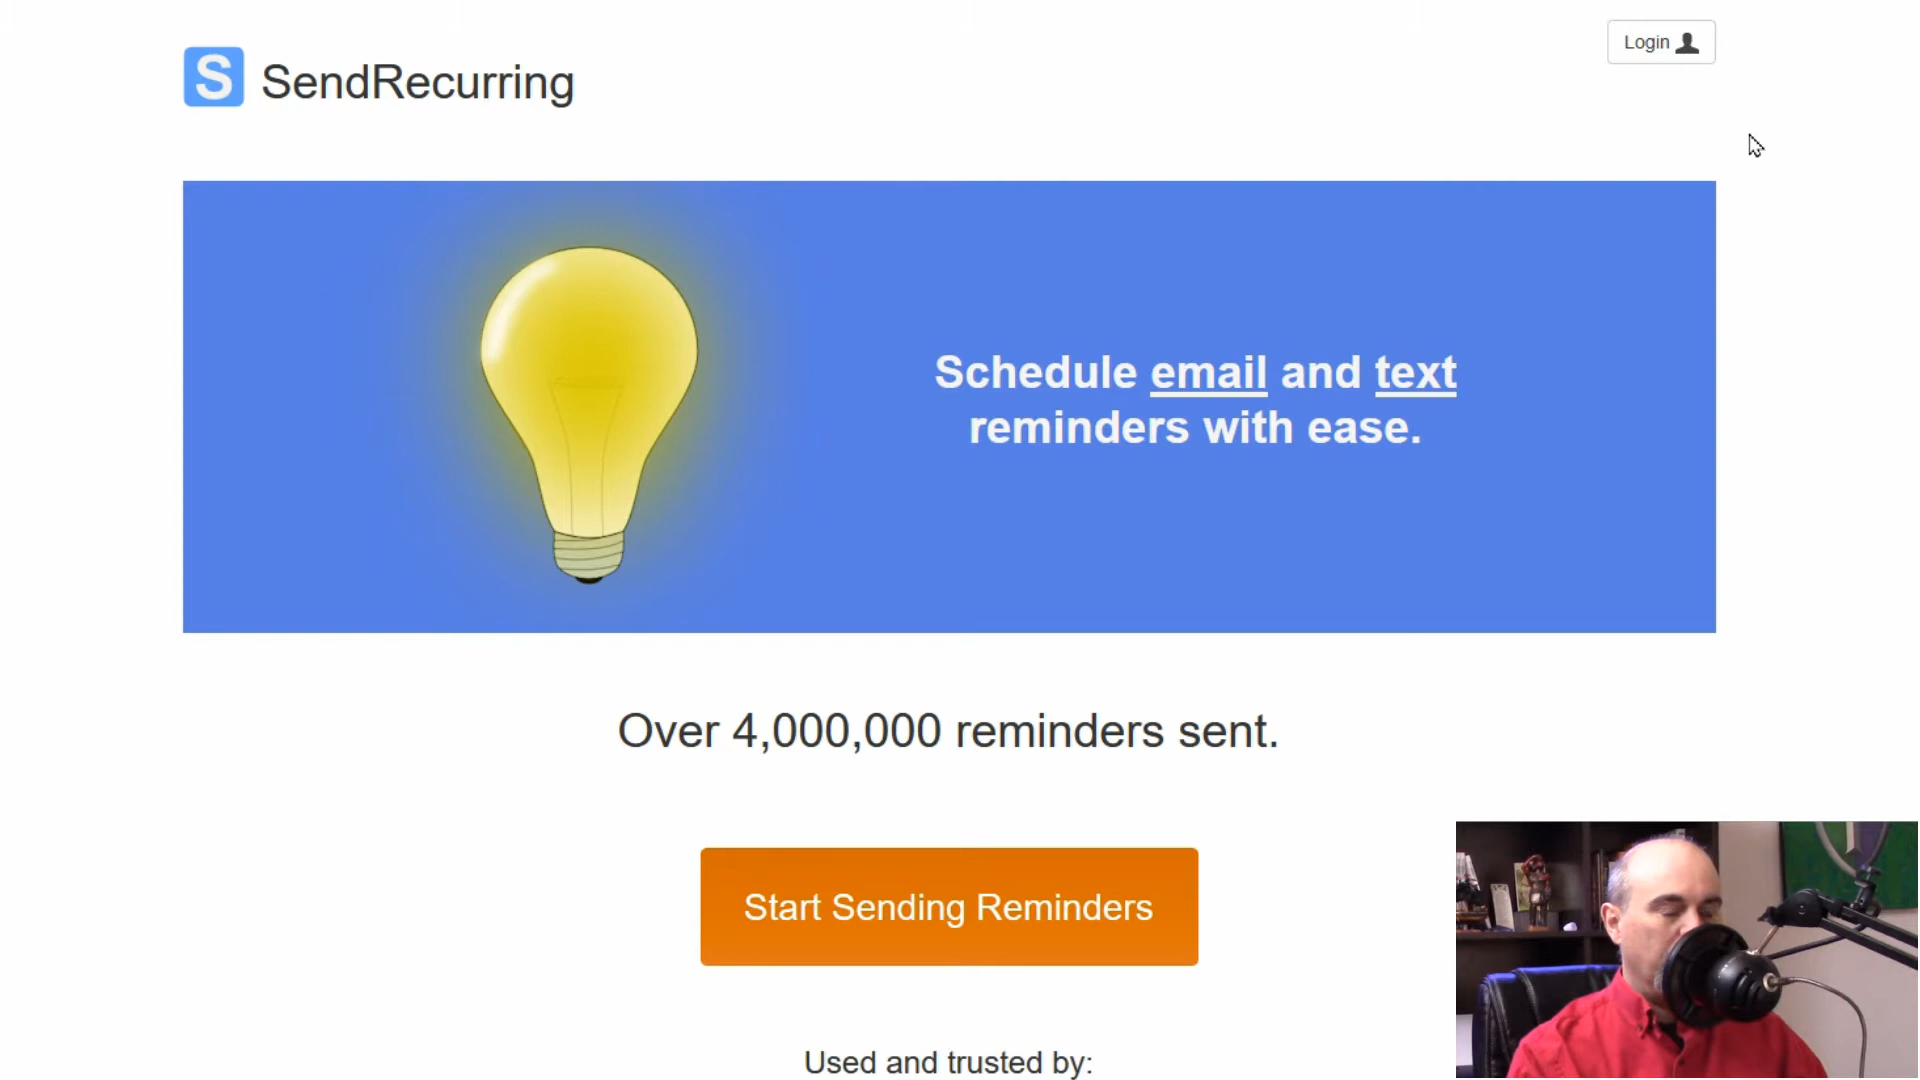 Login
S SendRecurring
Schedule email and text
reminders with ease.
Over 4,000,000 reminders sent.
Start Sending Reminders
Used and trusted by: